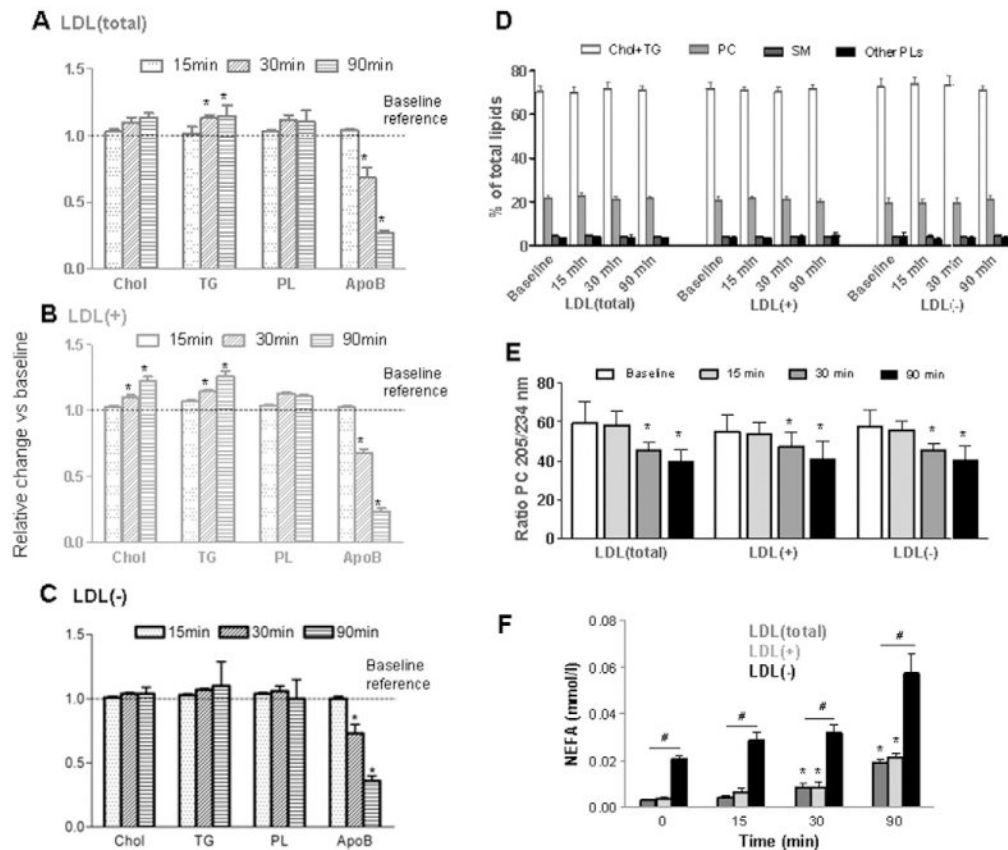 A LDL(total)
15min 30min 90min
Baseline
reference
1.5
1.0
0.5
0.0
* * * *
Chol TG PL ApoB
B LDL(+)
15min 30min 90min
Baseline
reference
1.5
1.0
0.5
0.0
* * * * * *
Chol TG PL ApoB
Relative change vs baseline
C LDL(-)
15min 30min 90min
Baseline
reference
1.5
1.0
0.5
0.0
* *
Chol TG PL ApoB
D
Chol+TG PC SM Other PLs
80
60
40
20
0
% of total lipids
Baseline 15 min 30 min 90 min Baseline 15 min 30 min 90 min Baseline 15 min 30 min 90 min
LDL(total) LDL(+) LDL(-)
E
Baseline 15 min 30 min 90 min
80
60
40
20
0
Ratio PC 205/234 nm
* * * * * *
LDL(total) LDL(+) LDL(-)
F
LDL(total)
LDL(+)
LDL(-)
0.08
0.06
0.04
0.02
0.00
NEFA (mmol/l)
# # # #
* * * *
0 15 30 90
Time (min)